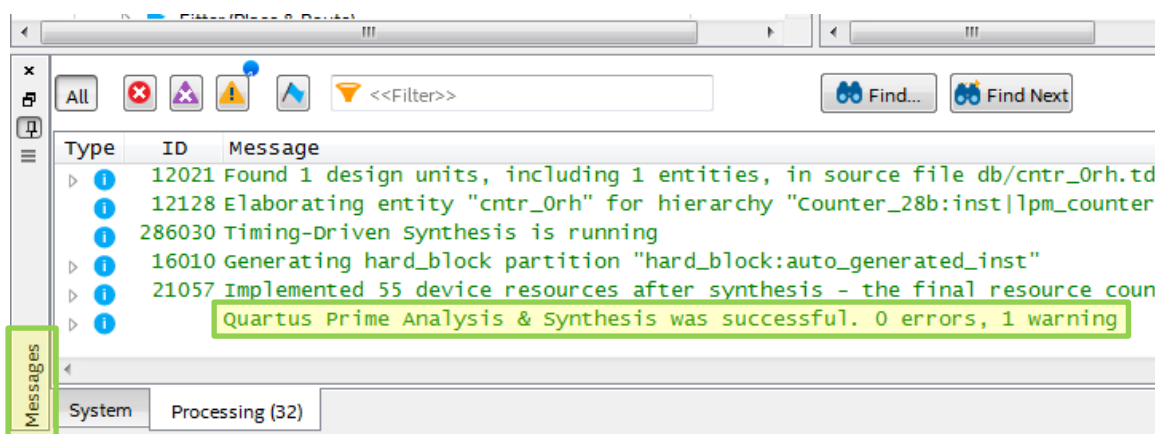 Fitter (Place & Route)
All
<<Filter>>
Find...
Find Next
Type ID Message
12021 Found 1 design units, including 1 entities, in source file db/cntr_0rh.td
12128 Elaborating entity "cntr_0rh" for hierarchy "Counter_28b:inst|lpm_counter
286030 Timing-Driven Synthesis is running
16010 Generating hard_block partition "hard_block:auto_generated_inst"
21057 Implemented 55 device resources after synthesis - the final resource coun
Quartus Prime Analysis & Synthesis was successful. 0 errors, 1 warning
Messages
System Processing (32)